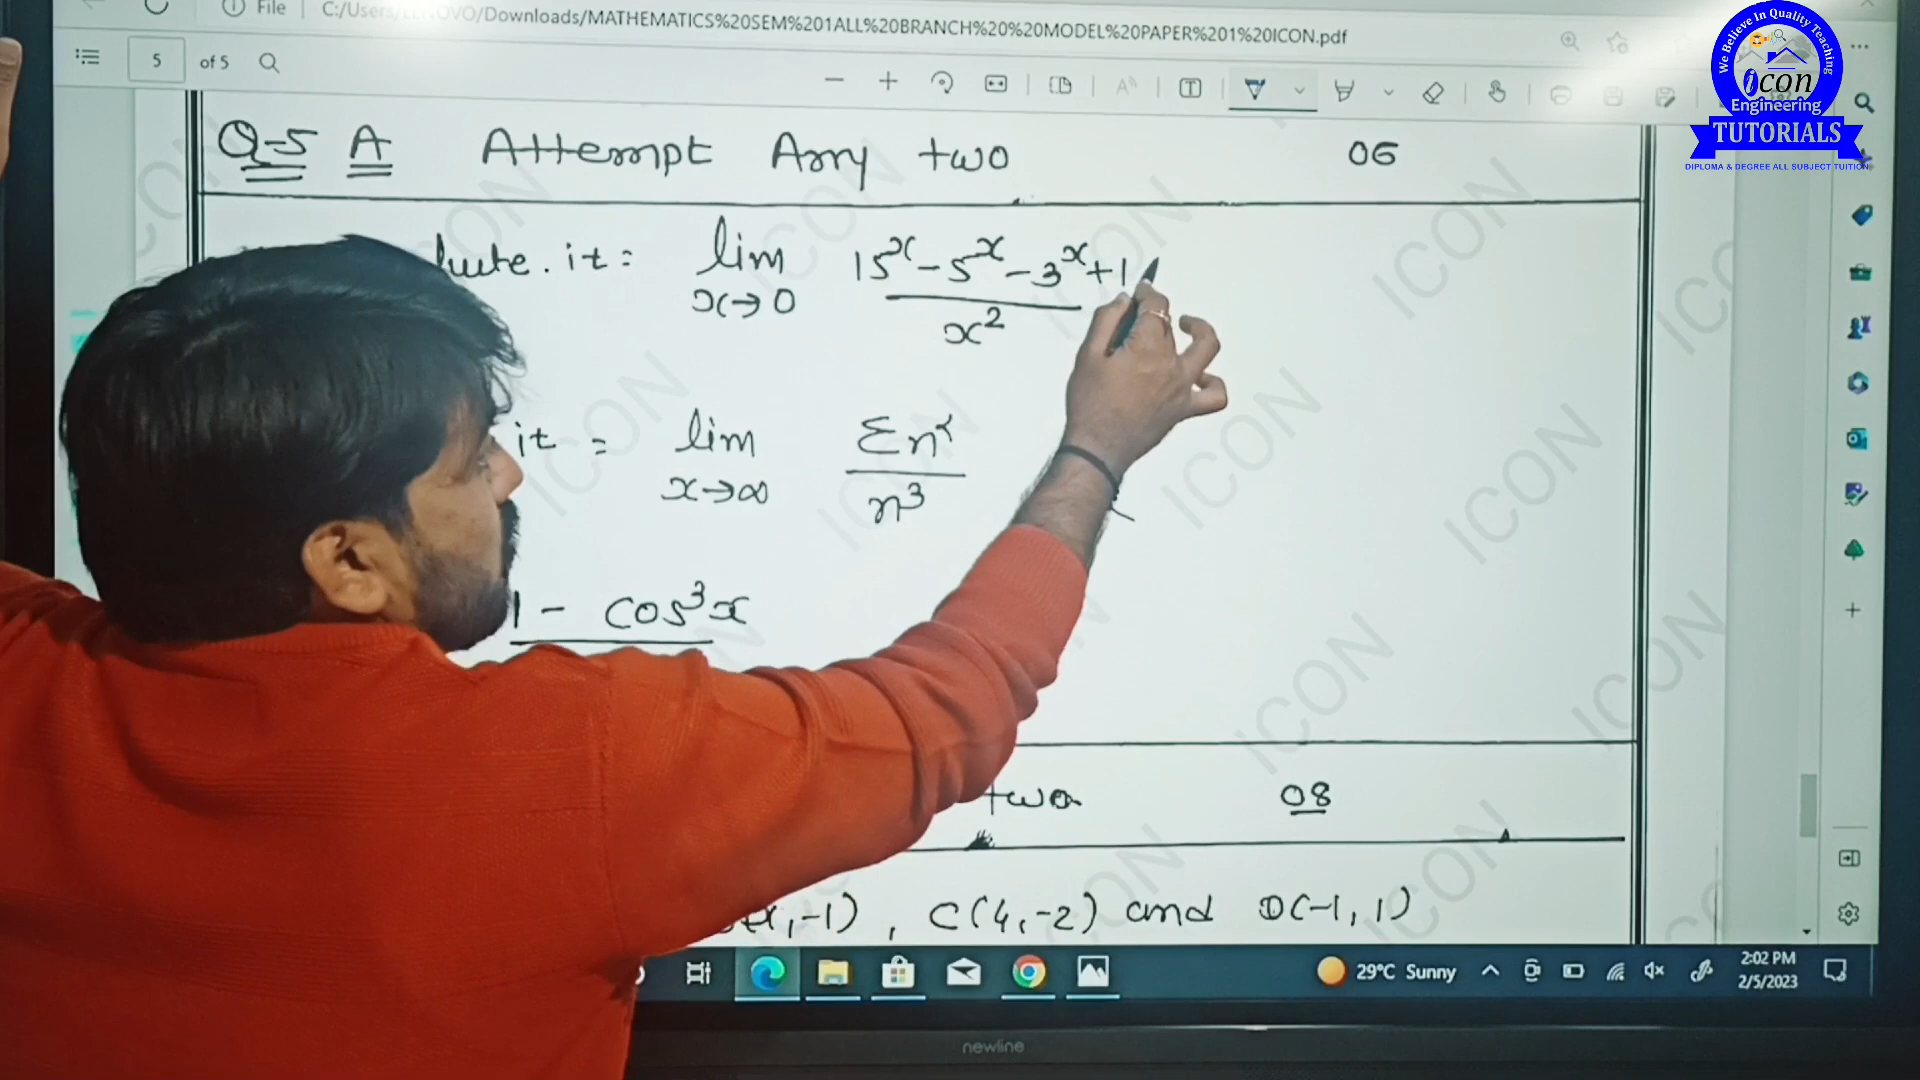 File C:/Users/LENOVO/Downloads/MATHEMATICS%20SEM%201ALL%20BRANCH%20%20MODEL%20PAPER%201%20ICON.pdf
5 of 5
We Believe In Quality Teaching
icon
Engineering
TUTORIALS
DIPLOMA & DEGREE ALL SUBJECT TUITION
Q-5 A Attempt Any two 06
it = lim x→0 15^x - 5^x - 3^x + 1 / x^2
it = lim x→∞ Σn^2 / n^3
1 - cos^3x
two 08
, -1) , C(4, -2) and D(-1, 1)
ICON
29°C Sunny
2:02 PM
2/5/2023
newline